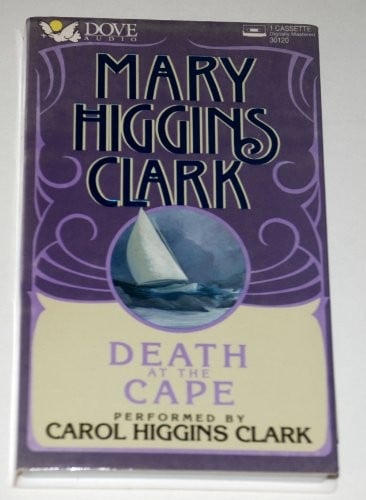 DOVE
AUDIO
1 CASSETTE
Digitally Mastered
30120
MARY
HIGGINS
CLARK
DEATH
AT THE
CAPE
PERFORMED BY
CAROL HIGGINS CLARK